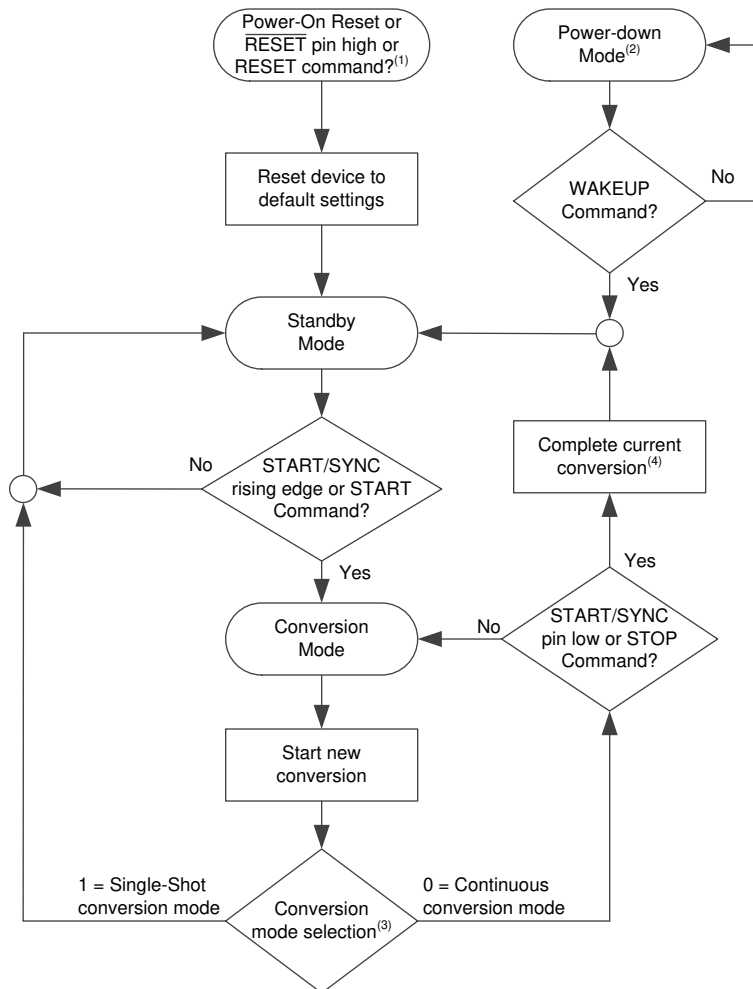 Power-On Reset or
RESET pin high or
RESET command?(1)
Power-down
Mode(2)
Reset device to
default settings
WAKEUP
Command?
No
Yes
Standby
Mode
No
START/SYNC
rising edge or START
Command?
Yes
Complete current
conversion(4)
Yes
START/SYNC
pin low or STOP
Command?
No
Conversion
Mode
Start new
conversion
1 = Single-Shot
conversion mode
Conversion
mode selection(3)
0 = Continuous
conversion mode